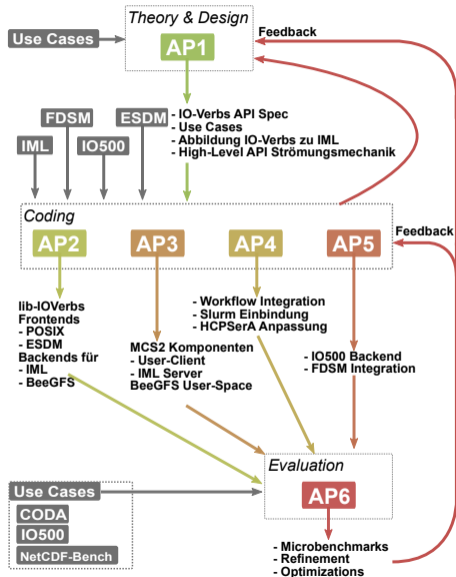 Theory & Design
Use Cases
AP1
Feedback
- IO-Verbs API Spec
- Use Cases
- Abbildung IO-Verbs zu IML
- High-Level API Strömungsmechanik
FDSM
ESDM
IML
IO500
Coding
AP2
AP3
AP4
AP5
Feedback
lib-IOVerbs
Frontends
- POSIX
- ESDM
Backends für
- IML
- BeeGFS
MCS2 Komponenten
- User-Client
- IML Server
BeeGFS User-Space
- Workflow Integration
- Slurm Einbindung
- HCPSerA Anpassung
- IO500 Backend
- FDSM Integration
Evaluation
AP6
Use Cases
CODA
IO500
NetCDF-Bench
- Microbenchmarks
- Refinement
- Optimizations